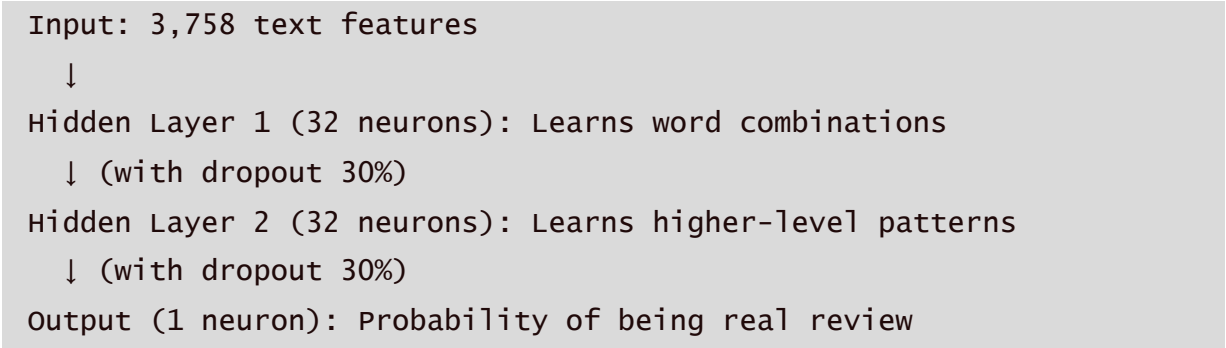 Input: 3,758 text features
↓
Hidden Layer 1 (32 neurons): Learns word combinations
↓ (with dropout 30%)
Hidden Layer 2 (32 neurons): Learns higher-level patterns
↓ (with dropout 30%)
Output (1 neuron): Probability of being real review